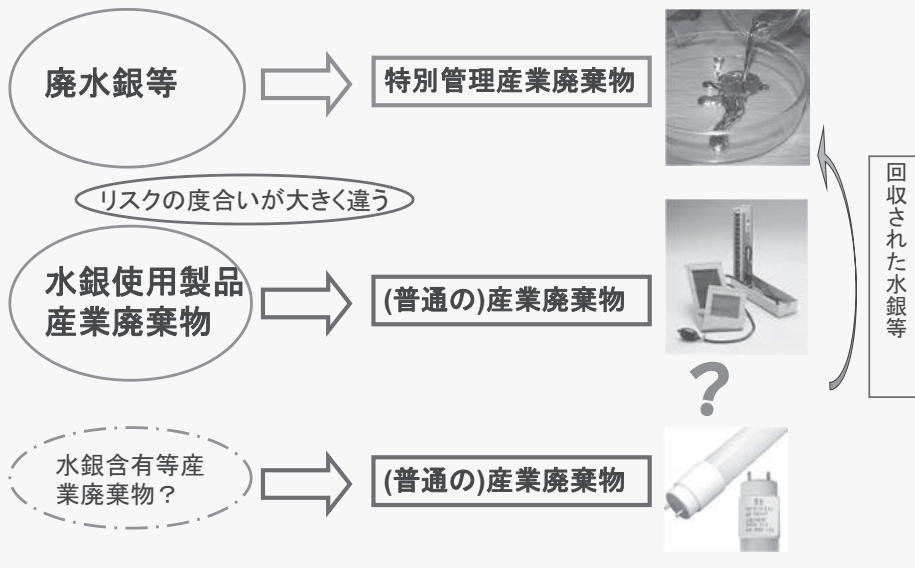 廃水銀等
特別管理産業廃棄物
リスクの度合いが大きく違う
水銀使用製品
産業廃棄物
(普通の)産業廃棄物
回収された水銀等
?
水銀含有等産
業廃棄物？
(普通の)産業廃棄物